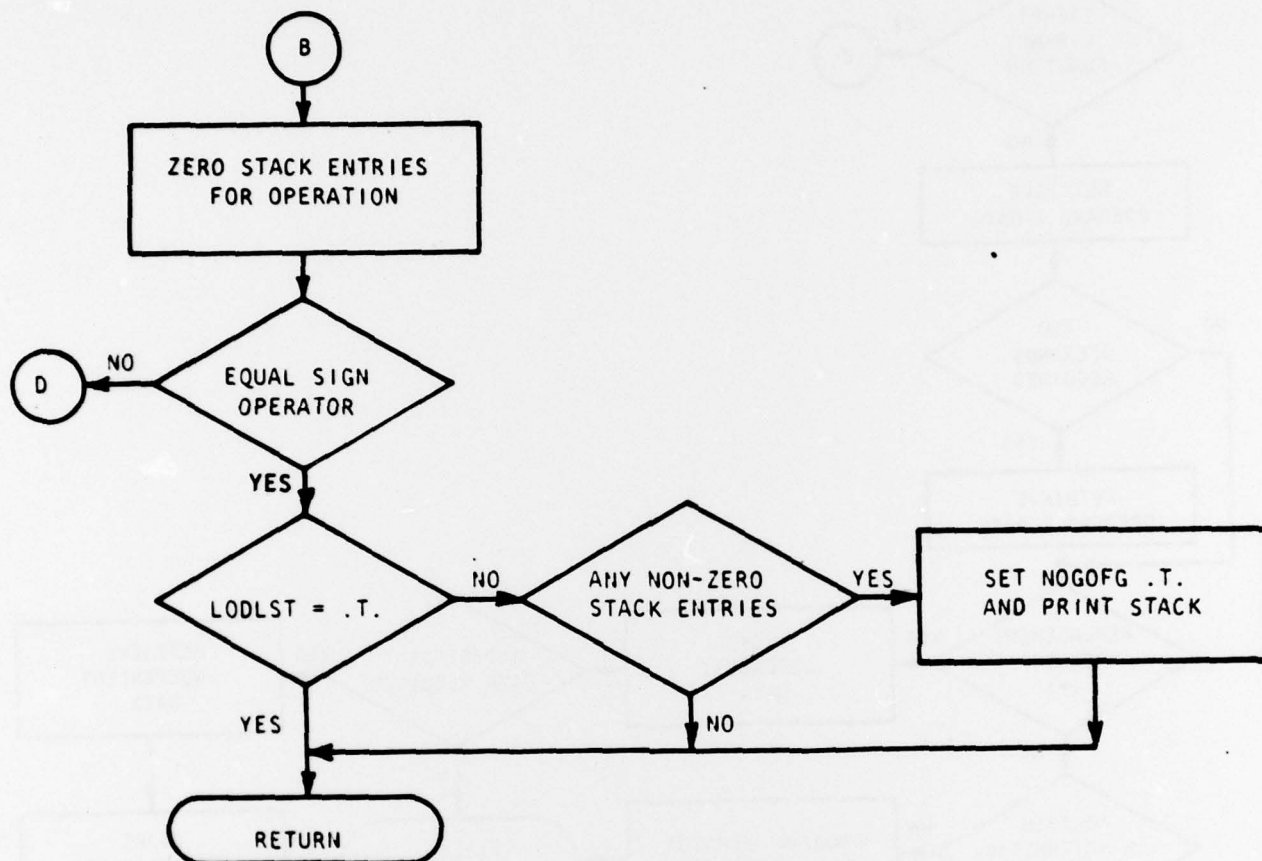 B
ZERO STACK ENTRIES
FOR OPERATION
D
NO
EQUAL SIGN
OPERATOR
YES
LODLST = .T.
NO
ANY NON-ZERO
STACK ENTRIES
YES
SET NOGOFG .T.
AND PRINT STACK
YES
NO
RETURN